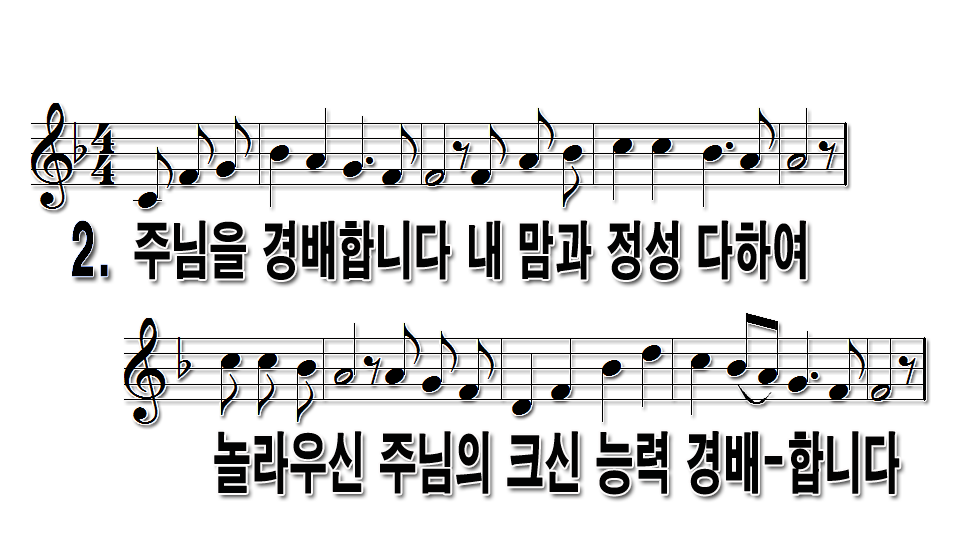 2. 주님을 경배합니다 내 맘과 정성 다하여
놀라우신 주님의 크신 능력 경배-합니다